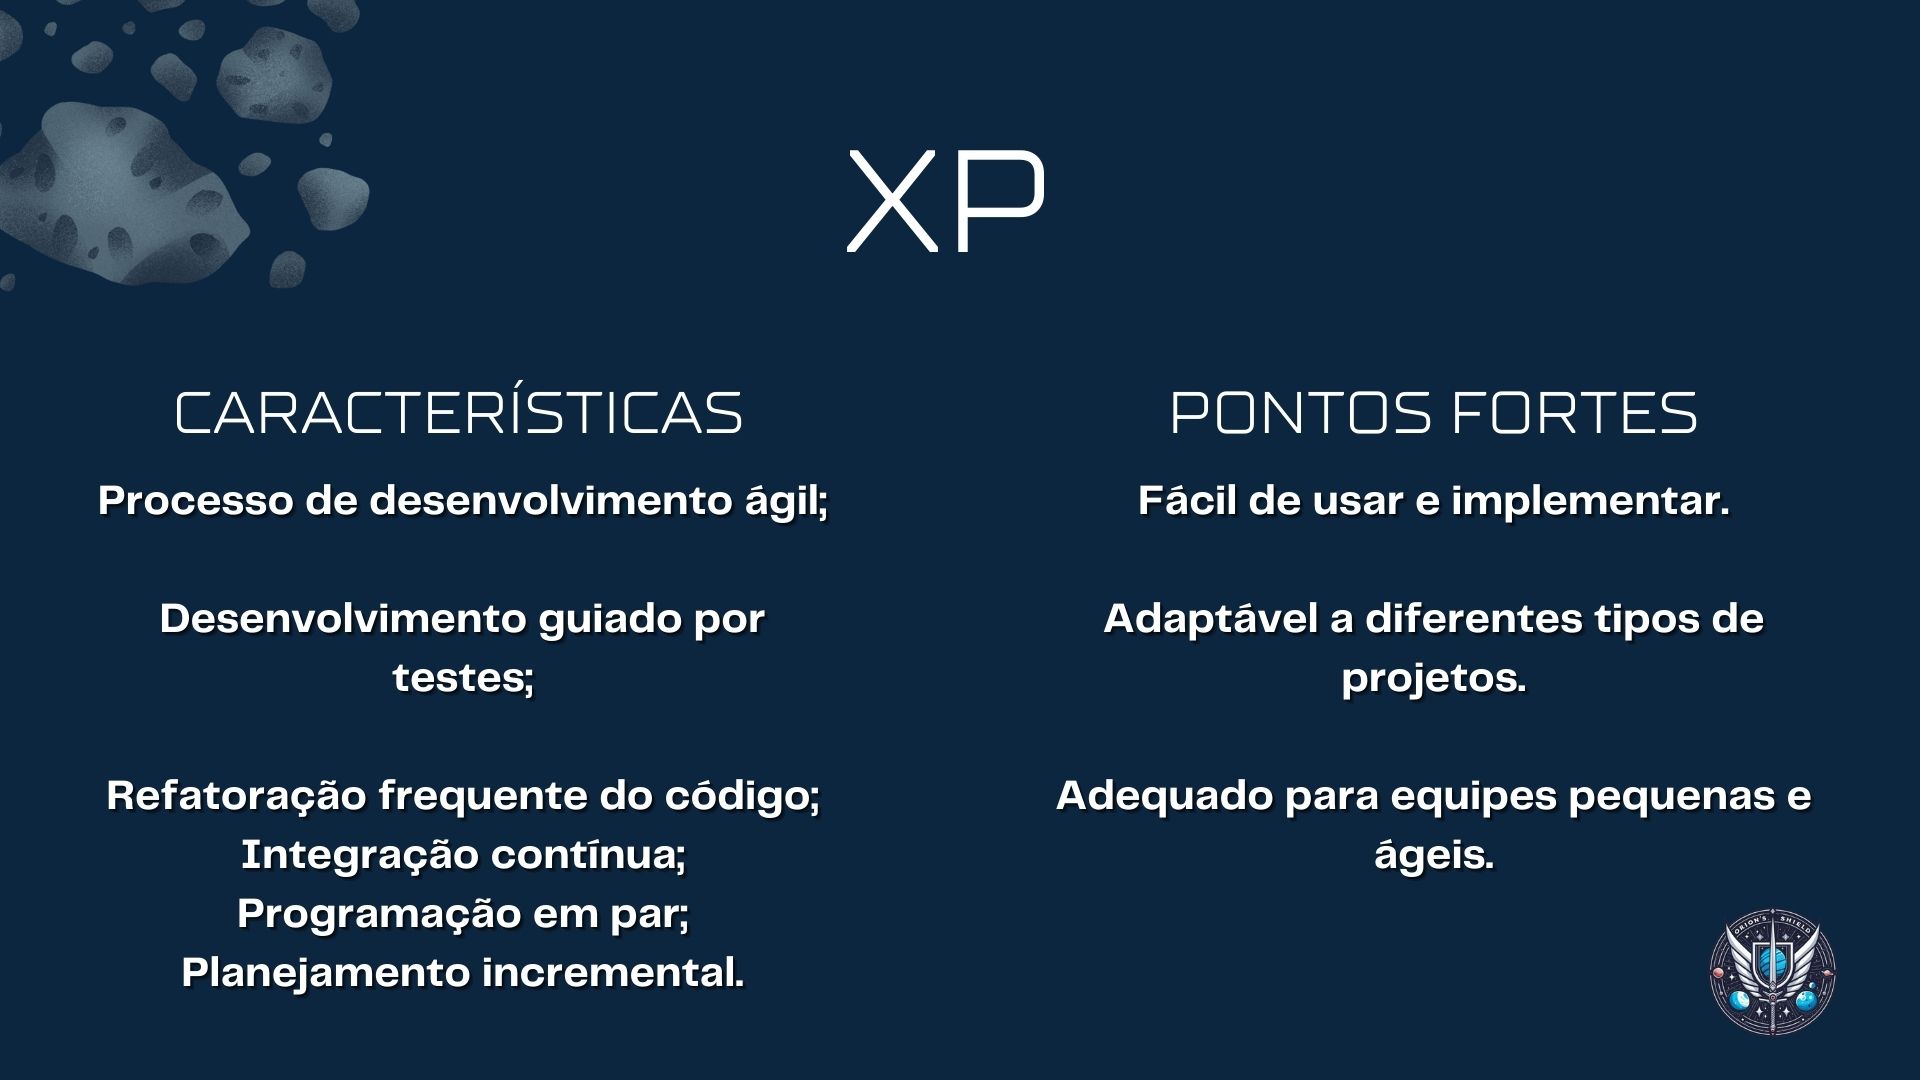 XP
CARACTERÍSTICAS
Processo de desenvolvimento ágil;
Desenvolvimento guiado por
testes;
Refatoração frequente do código;
Integração contínua;
Programação em par;
Planejamento incremental.
PONTOS FORTES
Fácil de usar e implementar.
Adaptável a diferentes tipos de
projetos.
Adequado para equipes pequenas e
ágeis.
ORION'S SHIELD